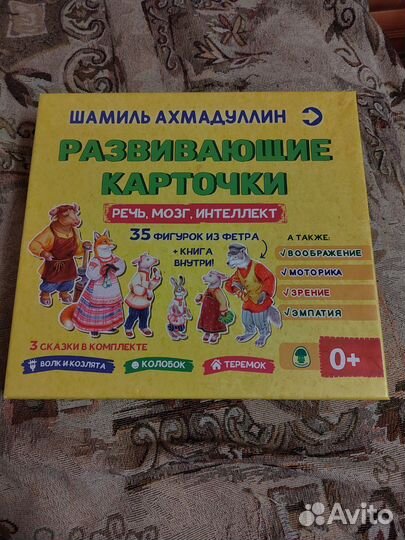 ШАМИЛЬ АХМАДУЛЛИН
РАЗВИВАЮЩИЕ
КАРТОЧКИ
РЕЧЬ, МОЗГ, ИНТЕЛЛЕКТ
35 ФИГУРОК ИЗ ФЕТРА
+ КНИГА
ВНУТРИ!
А ТАКЖЕ:
✓ВООБРАЖЕНИЕ
✓МОТОРИКА
✓ЗРЕНИЕ
✓ЭМПАТИЯ
3 СКАЗКИ В КОМПЛЕКТЕ
ВОЛК И КОЗЛЯТА
КОЛОБОК
ТЕРЕМОК
0+
Avito